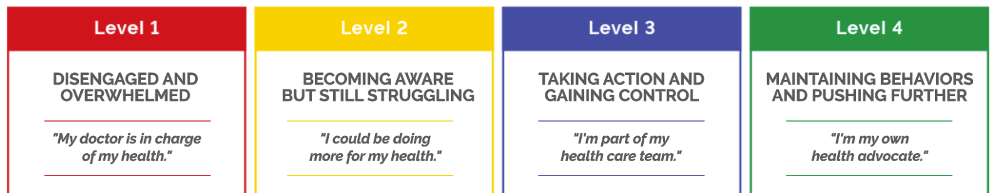 Level 1
DISENGAGED AND
OVERWHELMED
"My doctor is in charge
of my health."
Level 2
BECOMING AWARE
BUT STILL STRUGGLING
"I could be doing
more for my health."
Level 3
TAKING ACTION AND
GAINING CONTROL
"I'm part of my
health care team."
Level 4
MAINTAINING BEHAVIORS
AND PUSHING FURTHER
"I'm my own
health advocate."